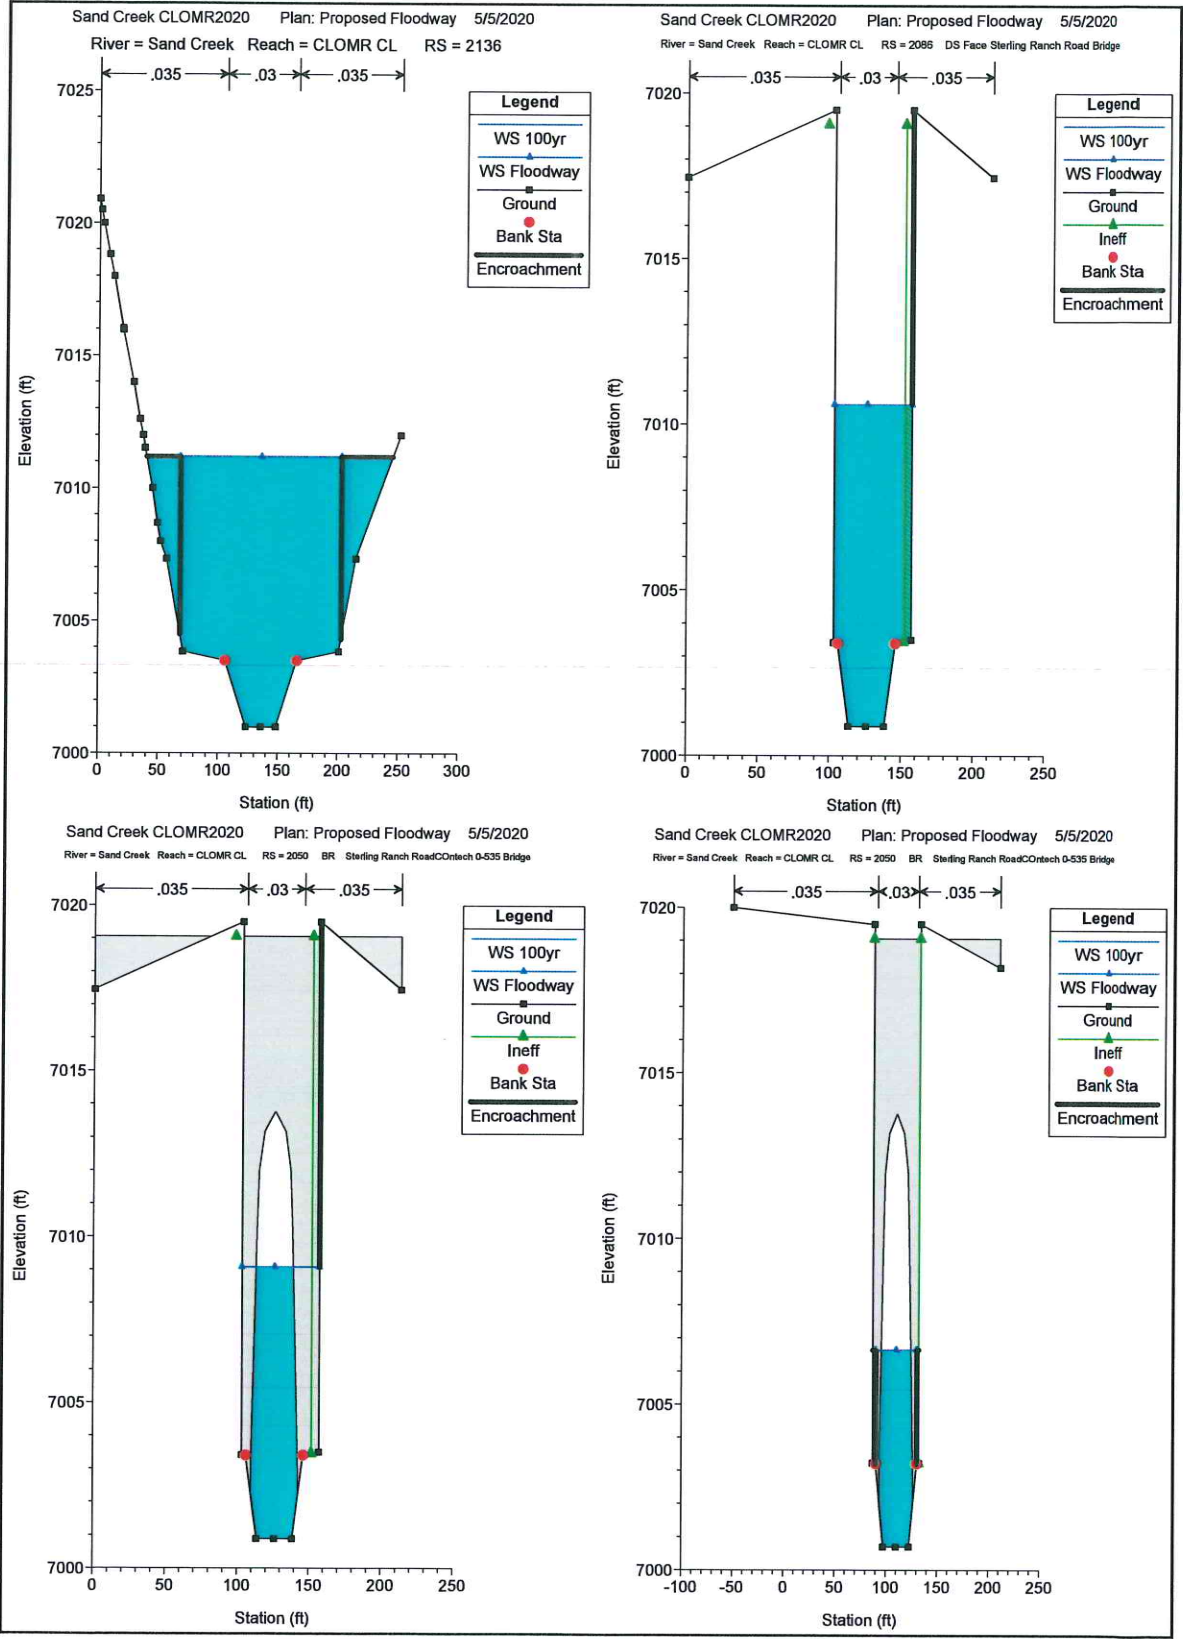 Sand Creek CLOMR2020 Plan: Proposed Floodway 5/5/2020
River = Sand Creek Reach = CLOMR CL RS = 2136
.035 .03 .035
7025
7020
7015
7010
7005
7000
Elevation (ft)
0 50 100 150 200 250 300
Station (ft)
Legend
WS 100yr
WS Floodway
Ground
Bank Sta
Encroachment
Sand Creek CLOMR2020 Plan: Proposed Floodway 5/5/2020
River = Sand Creek Reach = CLOMR CL RS = 2086 DS Face Sterling Ranch Road Bridge
.035 .03 .035
7020
7015
7010
7005
7000
Elevation (ft)
0 50 100 150 200 250
Station (ft)
Legend
WS 100yr
WS Floodway
Ground
Ineff
Bank Sta
Encroachment
Sand Creek CLOMR2020 Plan: Proposed Floodway 5/5/2020
River = Sand Creek Reach = CLOMR CL RS = 2050 BR Sterling Ranch RoadCOntech 0-535 Bridge
.035 .03 .035
7020
7015
7010
7005
7000
Elevation (ft)
0 50 100 150 200 250
Station (ft)
Legend
WS 100yr
WS Floodway
Ground
Ineff
Bank Sta
Encroachment
Sand Creek CLOMR2020 Plan: Proposed Floodway 5/5/2020
River = Sand Creek Reach = CLOMR CL RS = 2050 BR Sterling Ranch RoadCOntech 0-535 Bridge
.035 .03 .035
7020
7015
7010
7005
7000
Elevation (ft)
-100 -50 0 50 100 150 200 250
Station (ft)
Legend
WS 100yr
WS Floodway
Ground
Ineff
Bank Sta
Encroachment